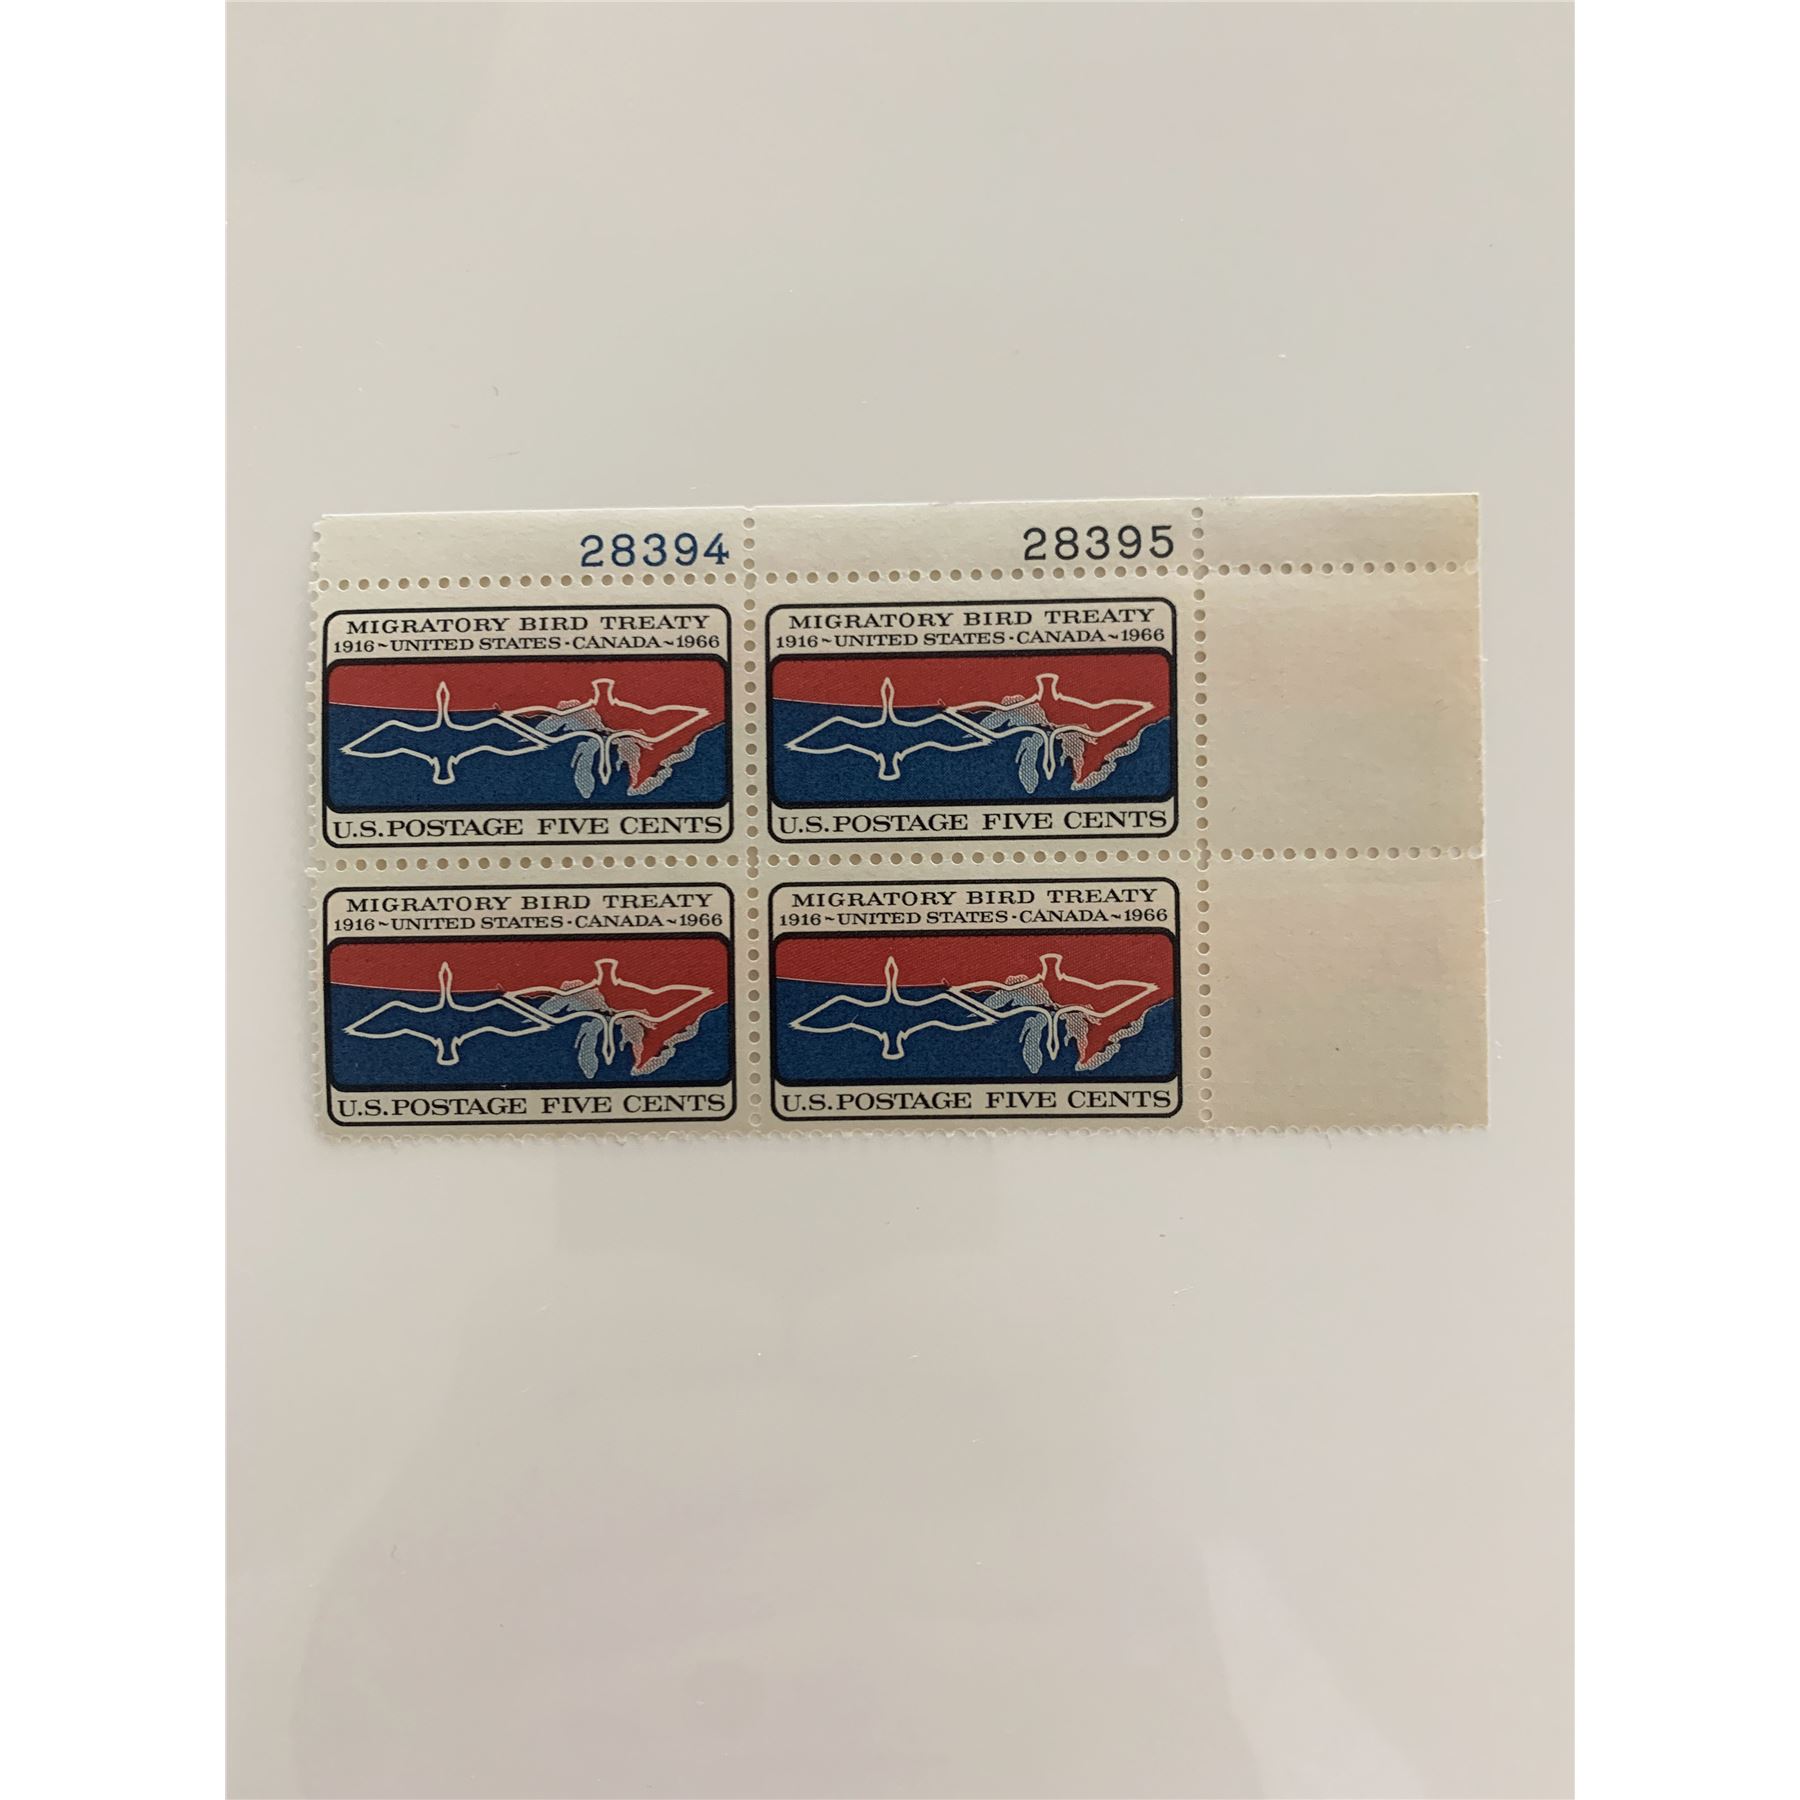 28394 28395
MIGRATORY BIRD TREATY
1916~UNITED STATES·CANADA~1966
U.S.POSTAGE FIVE CENTS
MIGRATORY BIRD TREATY
1916~UNITED STATES·CANADA~1966
U.S.POSTAGE FIVE CENTS
MIGRATORY BIRD TREATY
1916~UNITED STATES·CANADA~1966
U.S.POSTAGE FIVE CENTS
MIGRATORY BIRD TREATY
1916~UNITED STATES·CANADA~1966
U.S.POSTAGE FIVE CENTS